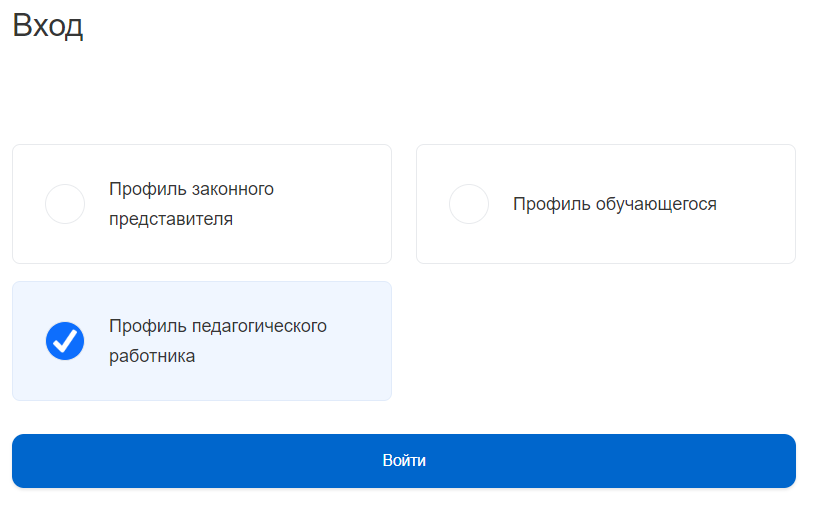 Вход
Профиль законного
представителя
Профиль обучающегося
Профиль педагогического
работника
Войти